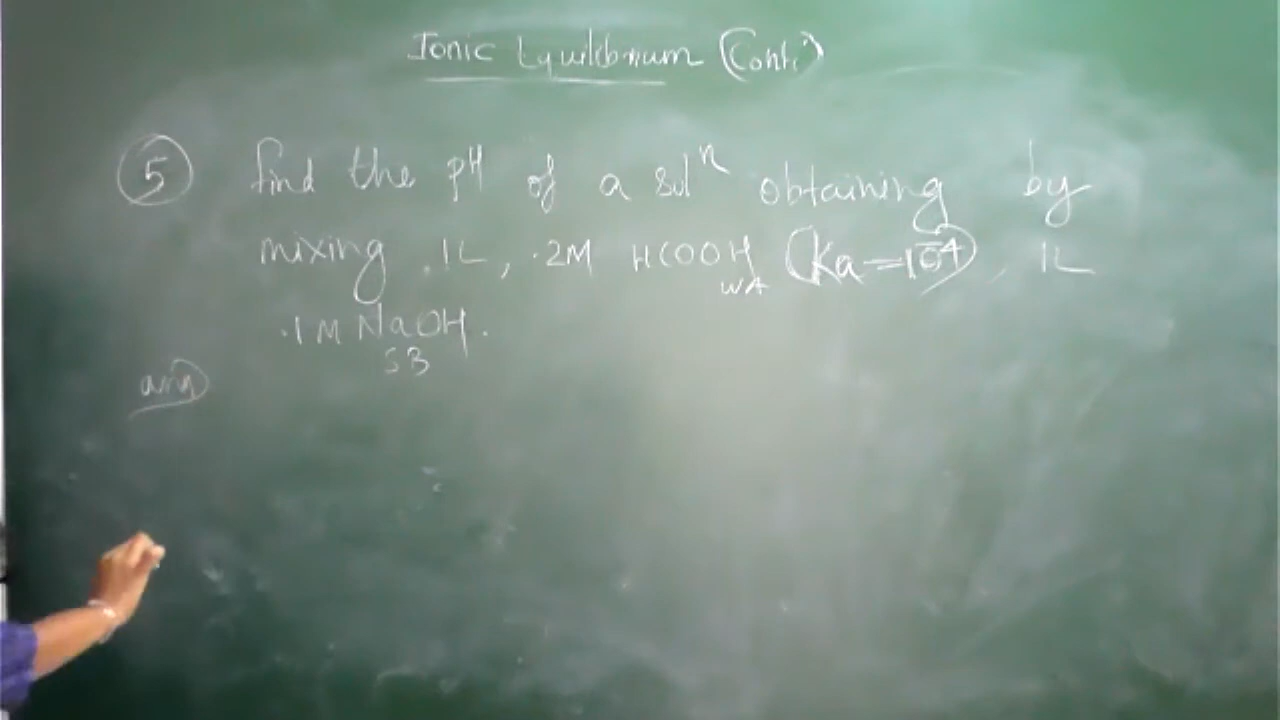 Ionic Equilibrium (Conti)
5 find the pH of a solⁿ obtaining by
mixing .1L, .2M HCOOH (Ka=10⁻⁴), 1L
WA
.1M NaOH.
SB
ans